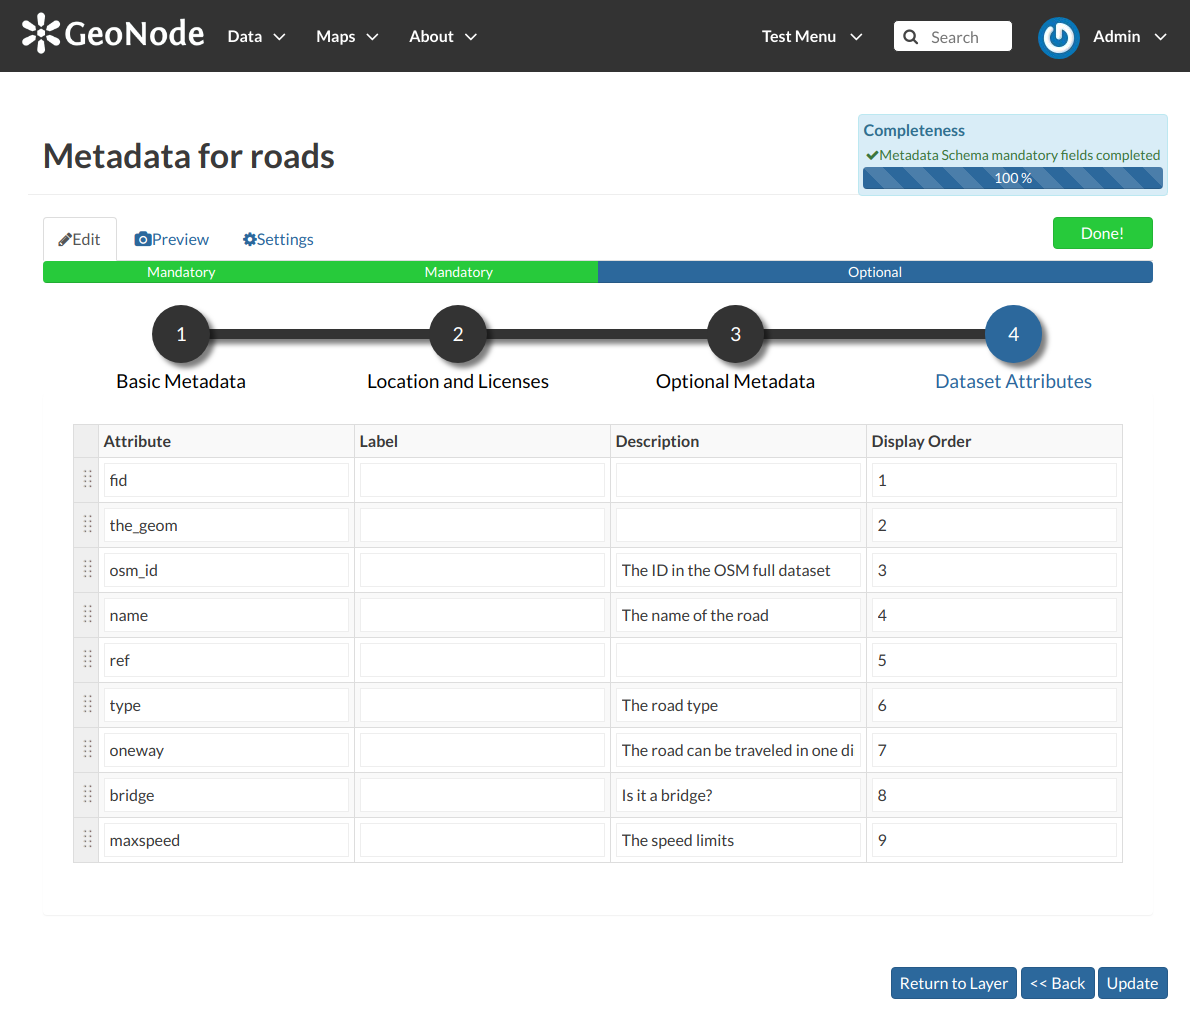 GeoNode Data Maps About Test Menu Search Admin
Completeness
Metadata Schema mandatory fields completed
100 %
Metadata for roads
Edit Preview Settings Done!
Mandatory Mandatory Optional
1 2 3 4
Basic Metadata Location and Licenses Optional Metadata Dataset Attributes
Attribute Label Description Display Order
fid 1
the_geom 2
osm_id The ID in the OSM full dataset 3
name The name of the road 4
ref 5
type The road type 6
oneway The road can be traveled in one di 7
bridge Is it a bridge? 8
maxspeed The speed limits 9
Return to Layer << Back Update